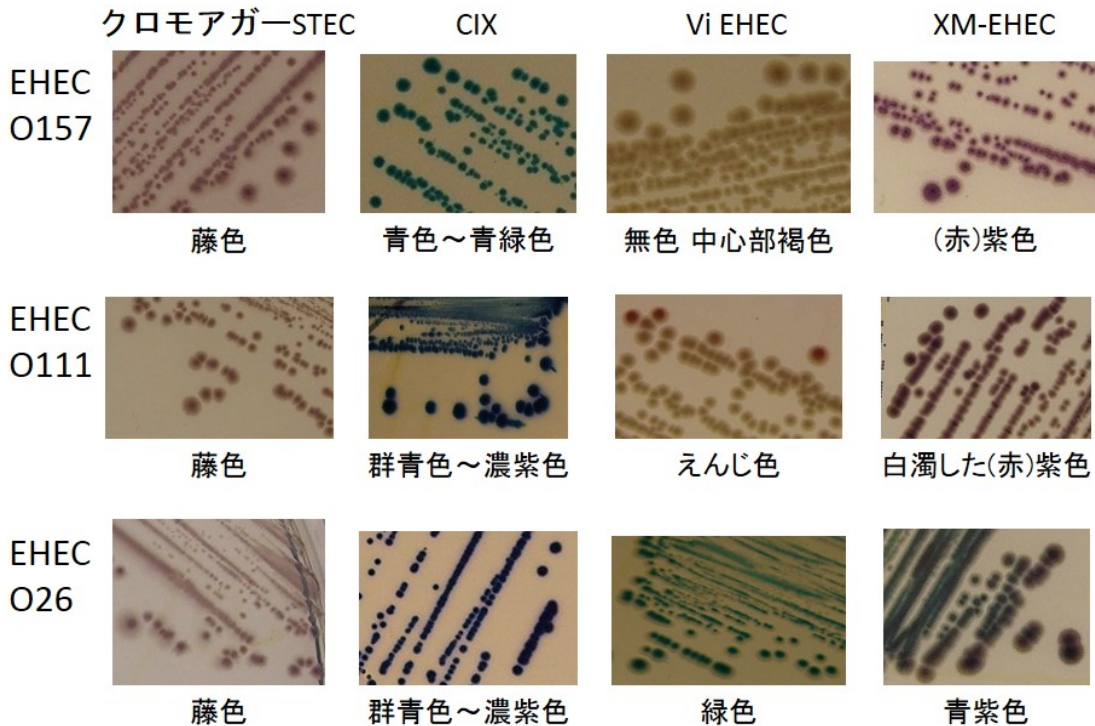 クロモアガーSTEC CIX Vi EHEC XM-EHEC
EHEC
O157
藤色 青色～青緑色 無色 中心部褐色 (赤)紫色
EHEC
O111
藤色 群青色～濃紫色 えんじ色 白濁した(赤)紫色
EHEC
O26
藤色 群青色～濃紫色 緑色 青紫色